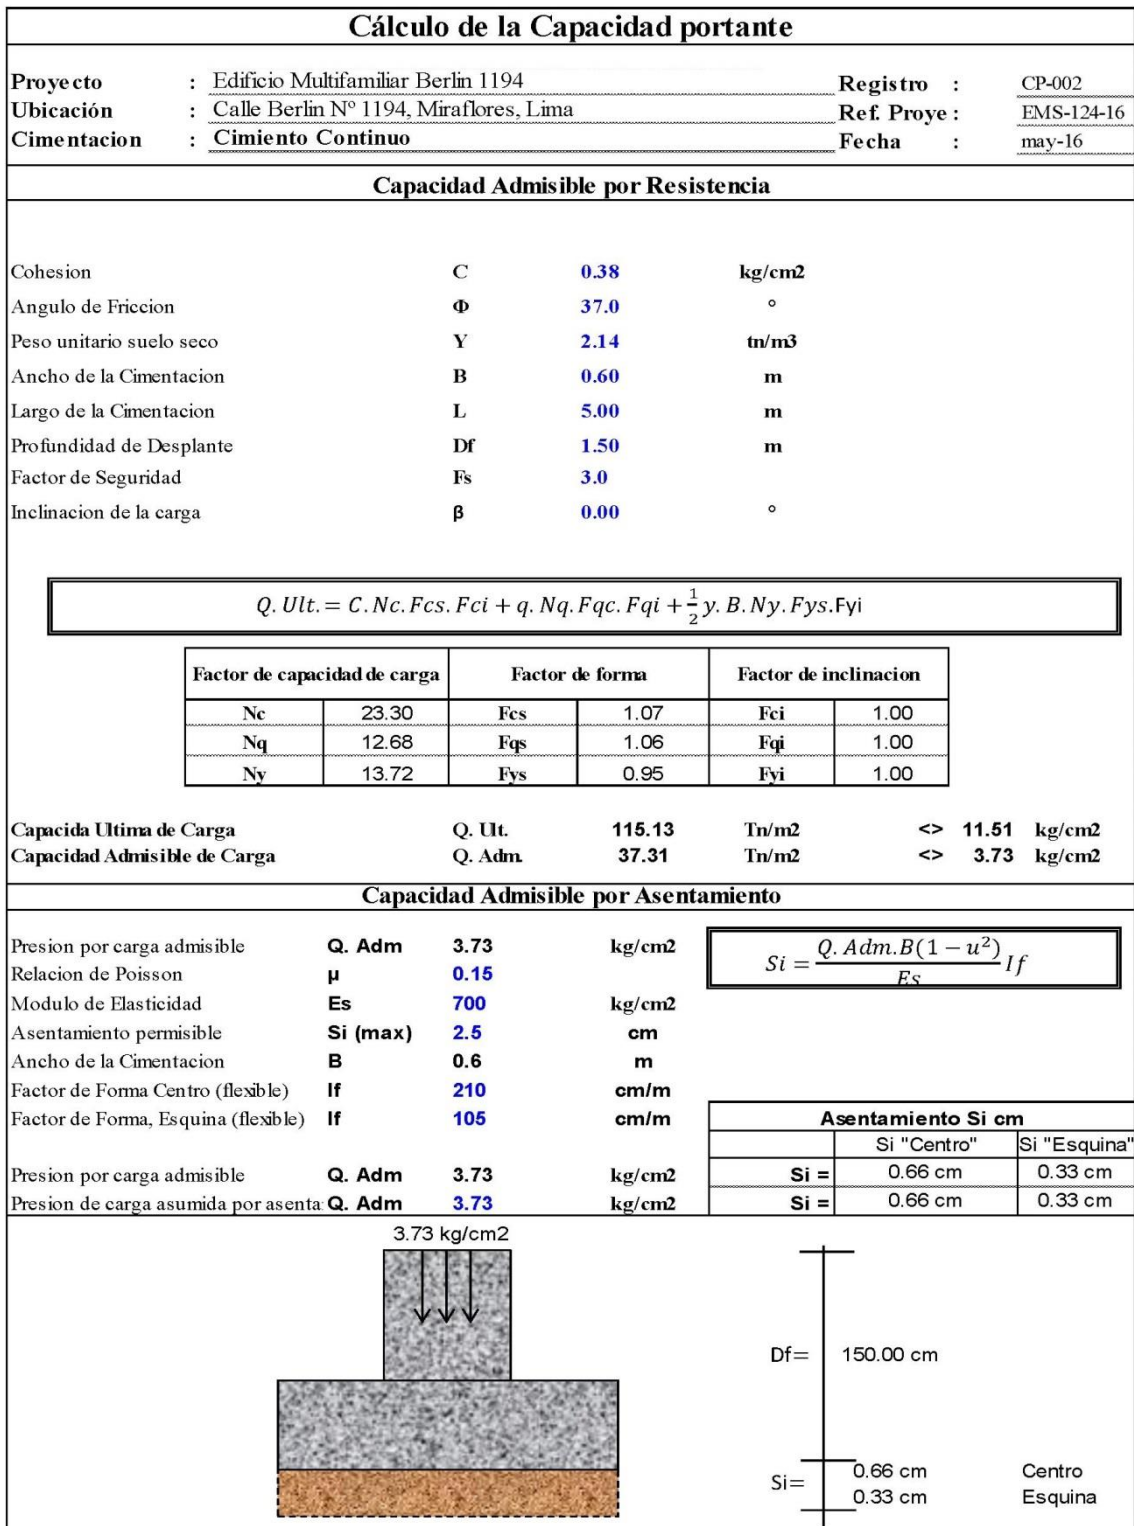 Cálculo de la Capacidad portante
Proyecto : Edificio Multifamiliar Berlin 1194 Registro : CP-002
Ubicación : Calle Berlin Nº 1194, Miraflores, Lima Ref. Proye : EMS-124-16
Cimentacion : Cimiento Continuo Fecha : may-16
Capacidad Admisible por Resistencia
Cohesion C 0.38 kg/cm2
Angulo de Friccion Φ 37.0 °
Peso unitario suelo seco Y 2.14 tn/m3
Ancho de la Cimentacion B 0.60 m
Largo de la Cimentacion L 5.00 m
Profundidad de Desplante Df 1.50 m
Factor de Seguridad Fs 3.0
Inclinacion de la carga β 0.00 °
Q. Ult. = C. Nc. Fcs. Fci + q. Nq. Fqc. Fqi + 1/2 y. B. Ny. Fys.Fyi
Factor de capacidad de carga Factor de forma Factor de inclinacion
Nc 23.30 Fcs 1.07 Fci 1.00
Nq 12.68 Fqs 1.06 Fqi 1.00
Ny 13.72 Fys 0.95 Fyi 1.00
Capacida Ultima de Carga Q. Ult. 115.13 Tn/m2 <> 11.51 kg/cm2
Capacidad Admisible de Carga Q. Adm. 37.31 Tn/m2 <> 3.73 kg/cm2
Capacidad Admisible por Asentamiento
Presion por carga admisible Q. Adm 3.73 kg/cm2
Si = Q. Adm.B(1 − u²)/Es If
Relacion de Poisson μ 0.15
Modulo de Elasticidad Es 700 kg/cm2
Asentamiento permisible Si (max) 2.5 cm
Ancho de la Cimentacion B 0.6 m
Factor de Forma Centro (flexible) If 210 cm/m
Factor de Forma, Esquina (flexible) If 105 cm/m
Asentamiento Si cm
Si "Centro" Si "Esquina"
Presion por carga admisible Q. Adm 3.73 kg/cm2 Si = 0.66 cm 0.33 cm
Presion de carga asumida por asenta Q. Adm 3.73 kg/cm2 Si = 0.66 cm 0.33 cm
3.73 kg/cm2
Df= 150.00 cm
Si= 0.66 cm Centro
0.33 cm Esquina